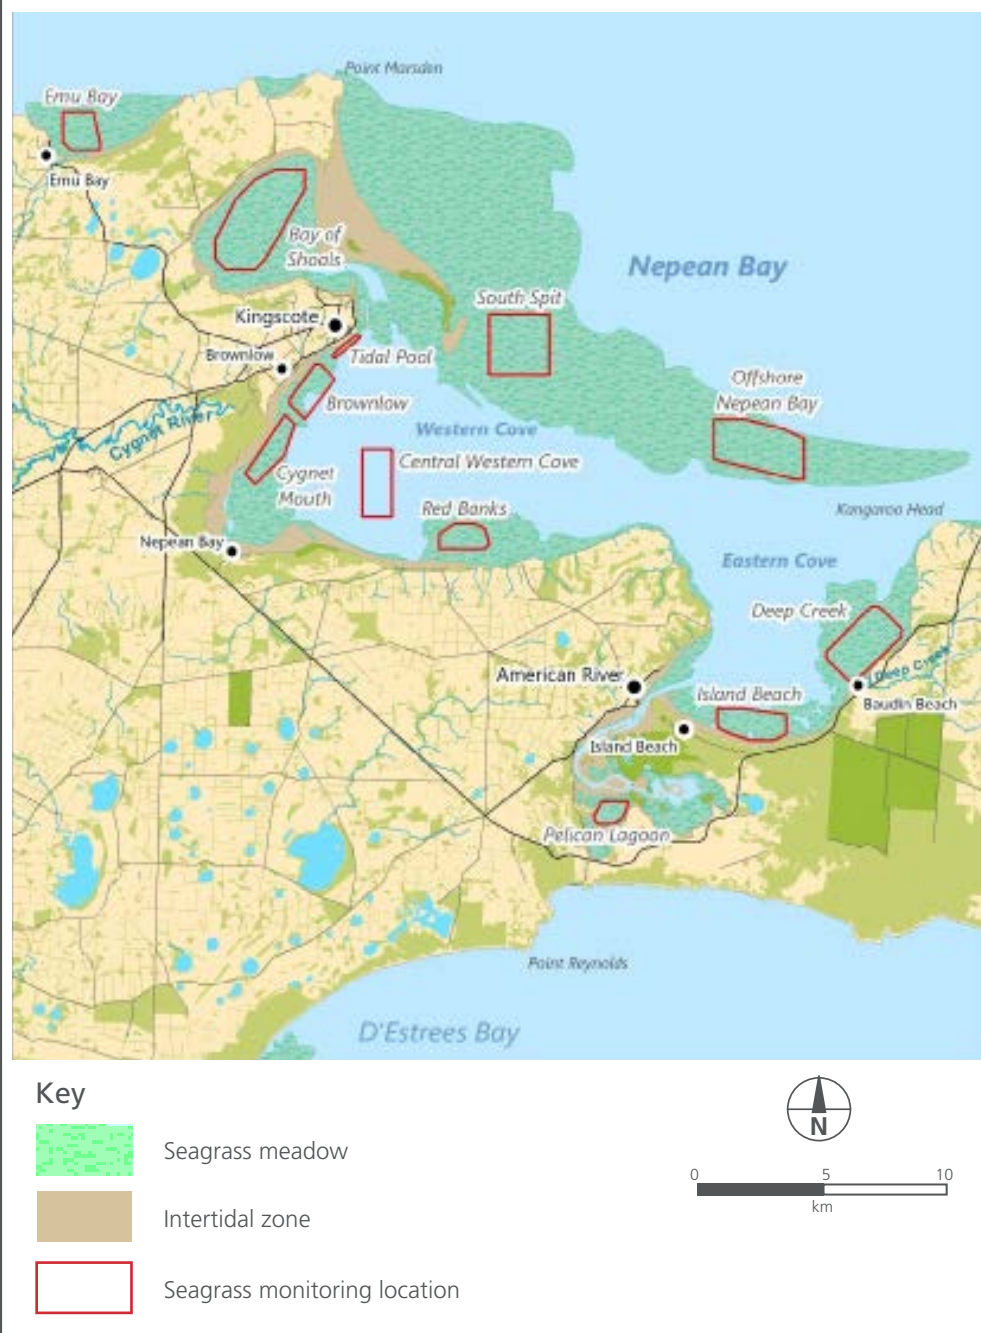 Point Marsden
Emu Bay
Emu Bay
Bay of
Shoals
Nepean Bay
South Spit
Kingscote
Tidal Pool
Brownlow
Offshore
Nepean Bay
Brownlow
Western Cove
Cygnet River
Central Western Cove
Cygnet
Mouth
Red Banks
Kangaroo Head
Nepean Bay
Eastern Cove
Deep Creek
Deep Creek
American River
Island Beach
Baudin Beach
Island Beach
Pelican Lagoon
Point Reynolds
D'Estrees Bay
Key
N
Seagrass meadow
0 5 10
km
Intertidal zone
Seagrass monitoring location